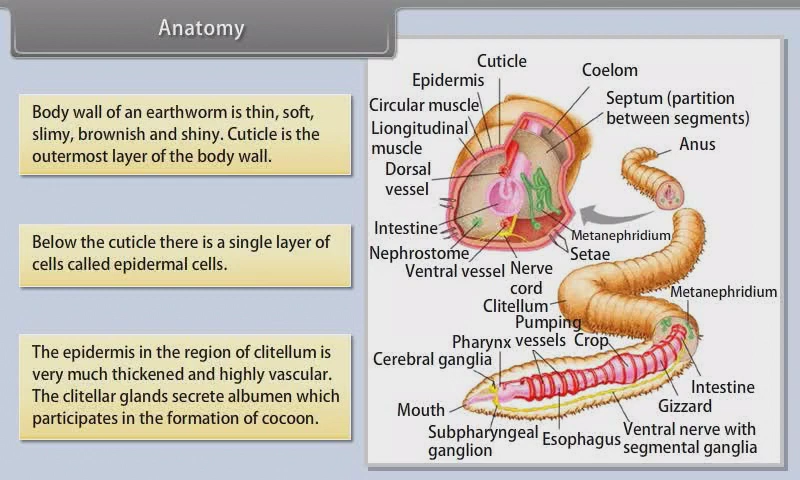 Anatomy
Body wall of an earthworm is thin, soft,
slimy, brownish and shiny. Cuticle is the
outermost layer of the body wall.
Below the cuticle there is a single layer of
cells called epidermal cells.
The epidermis in the region of clitellum is
very much thickened and highly vascular.
The clitellar glands secrete albumen which
participates in the formation of cocoon.
Cuticle
Epidermis
Circular muscle
Liongitudinal
muscle
Dorsal
vessel
Intestine
Nephrostome
Ventral vessel
Nerve
cord
Coelom
Septum (partition
between segments)
Anus
Metanephridium
Setae
Clitellum
Pumping
vessels
Pharynx
Crop
Cerebral ganglia
Metanephridium
Mouth
Subpharyngeal
ganglion
Esophagus
Intestine
Gizzard
Ventral nerve with
segmental ganglia